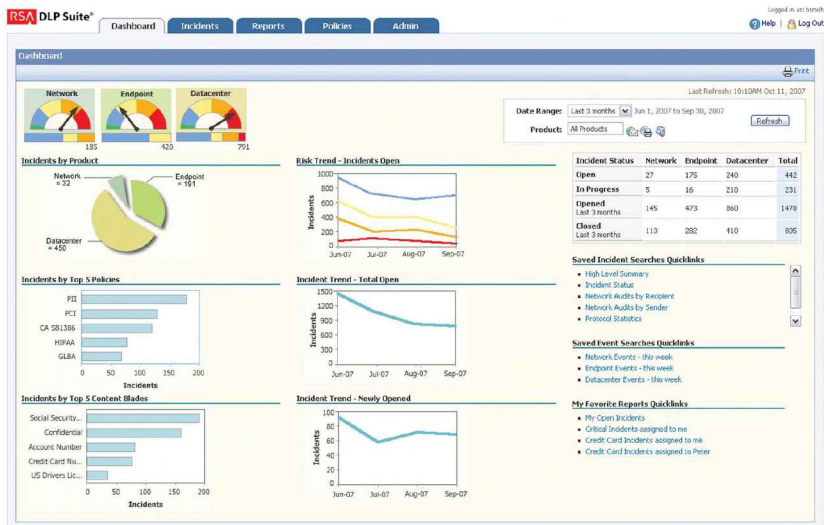 Logged in as: bsmith
RSA DLP Suite®
Dashboard Incidents Reports Policies Admin
Help | Log Out
Dashboard
Print
Last Refresh: 10:10AM Oct 11, 2007
Network Endpoint Datacenter
185 420 791
Date Range: Last 3 months Jun 1, 2007 to Sep 30, 2007
Product: All Products
Refresh
Incidents by Product
Network = 32
Endpoint = 191
Datacenter = 450
Risk Trend - Incidents Open
1000
800
600
400
200
0
Incidents
Jun-07 Jul-07 Aug-07 Sep-07
Incident Status Network Endpoint Datacenter Total
Open 27 175 240 442
In Progress 5 16 210 231
Opened 145 473 860 1478
Last 3 months
Closed 113 282 410 805
Last 3 months
Incidents by Top 5 Policies
PII
PCI
CA SB1386
HIPAA
GLBA
0 50 100 150 200
Incidents
Incident Trend - Total Open
1500
1200
900
600
300
0
Incidents
Jun-07 Jul-07 Aug-07 Sep-07
Saved Incident Searches Quicklinks
High Level Summary
Incident Status
Network Audits by Recipient
Network Audits by Sender
Protocol Statistics
Saved Event Searches Quicklinks
Network Events - this week
Endpoint Events - this week
Datacenter Events - this week
Incidents by Top 5 Content Blades
Social Security...
Confidential
Account Number
Credit Card Nu...
US Drivers Lic...
0 50 100 150 200
Incidents
Incident Trend - Newly Opened
100
80
60
40
20
0
Incidents
Jun-07 Jul-07 Aug-07 Sep-07
My Favorite Reports Quicklinks
My Open Incidents
Critical Incidents assigned to me
Credit Card Incidents assigned to me
Credit Card Incidents assigned to Peter